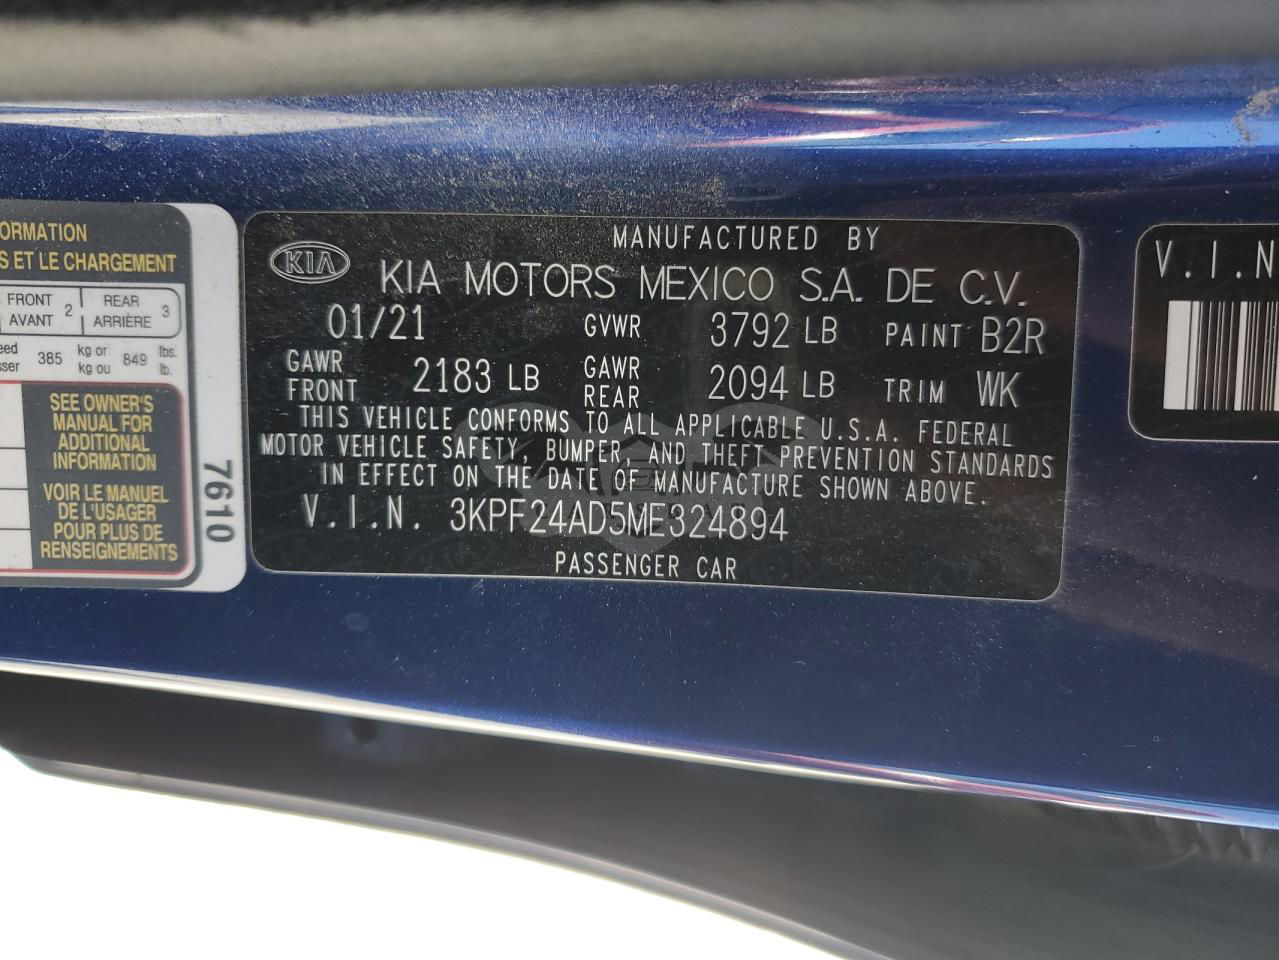 ORMATION
S ET LE CHARGEMENT
FRONT
AVANT 2
REAR
ARRIÈRE 3
385 kg or
kg ou 849 lbs.
lb.
SEE OWNER'S
MANUAL FOR
ADDITIONAL
INFORMATION
VOIR LE MANUEL
DE L'USAGER
POUR PLUS DE
RENSEIGNEMENTS
7610
MANUFACTURED BY
KIA KIA MOTORS MEXICO S.A. DE C.V.
01/21 GVWR 3792 LB PAINT B2R
GAWR
FRONT 2183 LB GAWR
REAR 2094 LB TRIM WK
THIS VEHICLE CONFORMS TO ALL APPLICABLE U.S.A. FEDERAL
MOTOR VEHICLE SAFETY, BUMPER, AND THEFT PREVENTION STANDARDS
IN EFFECT ON THE DATE OF MANUFACTURE SHOWN ABOVE.
V.I.N. 3KPF24AD5ME324894
PASSENGER CAR
V.I.N